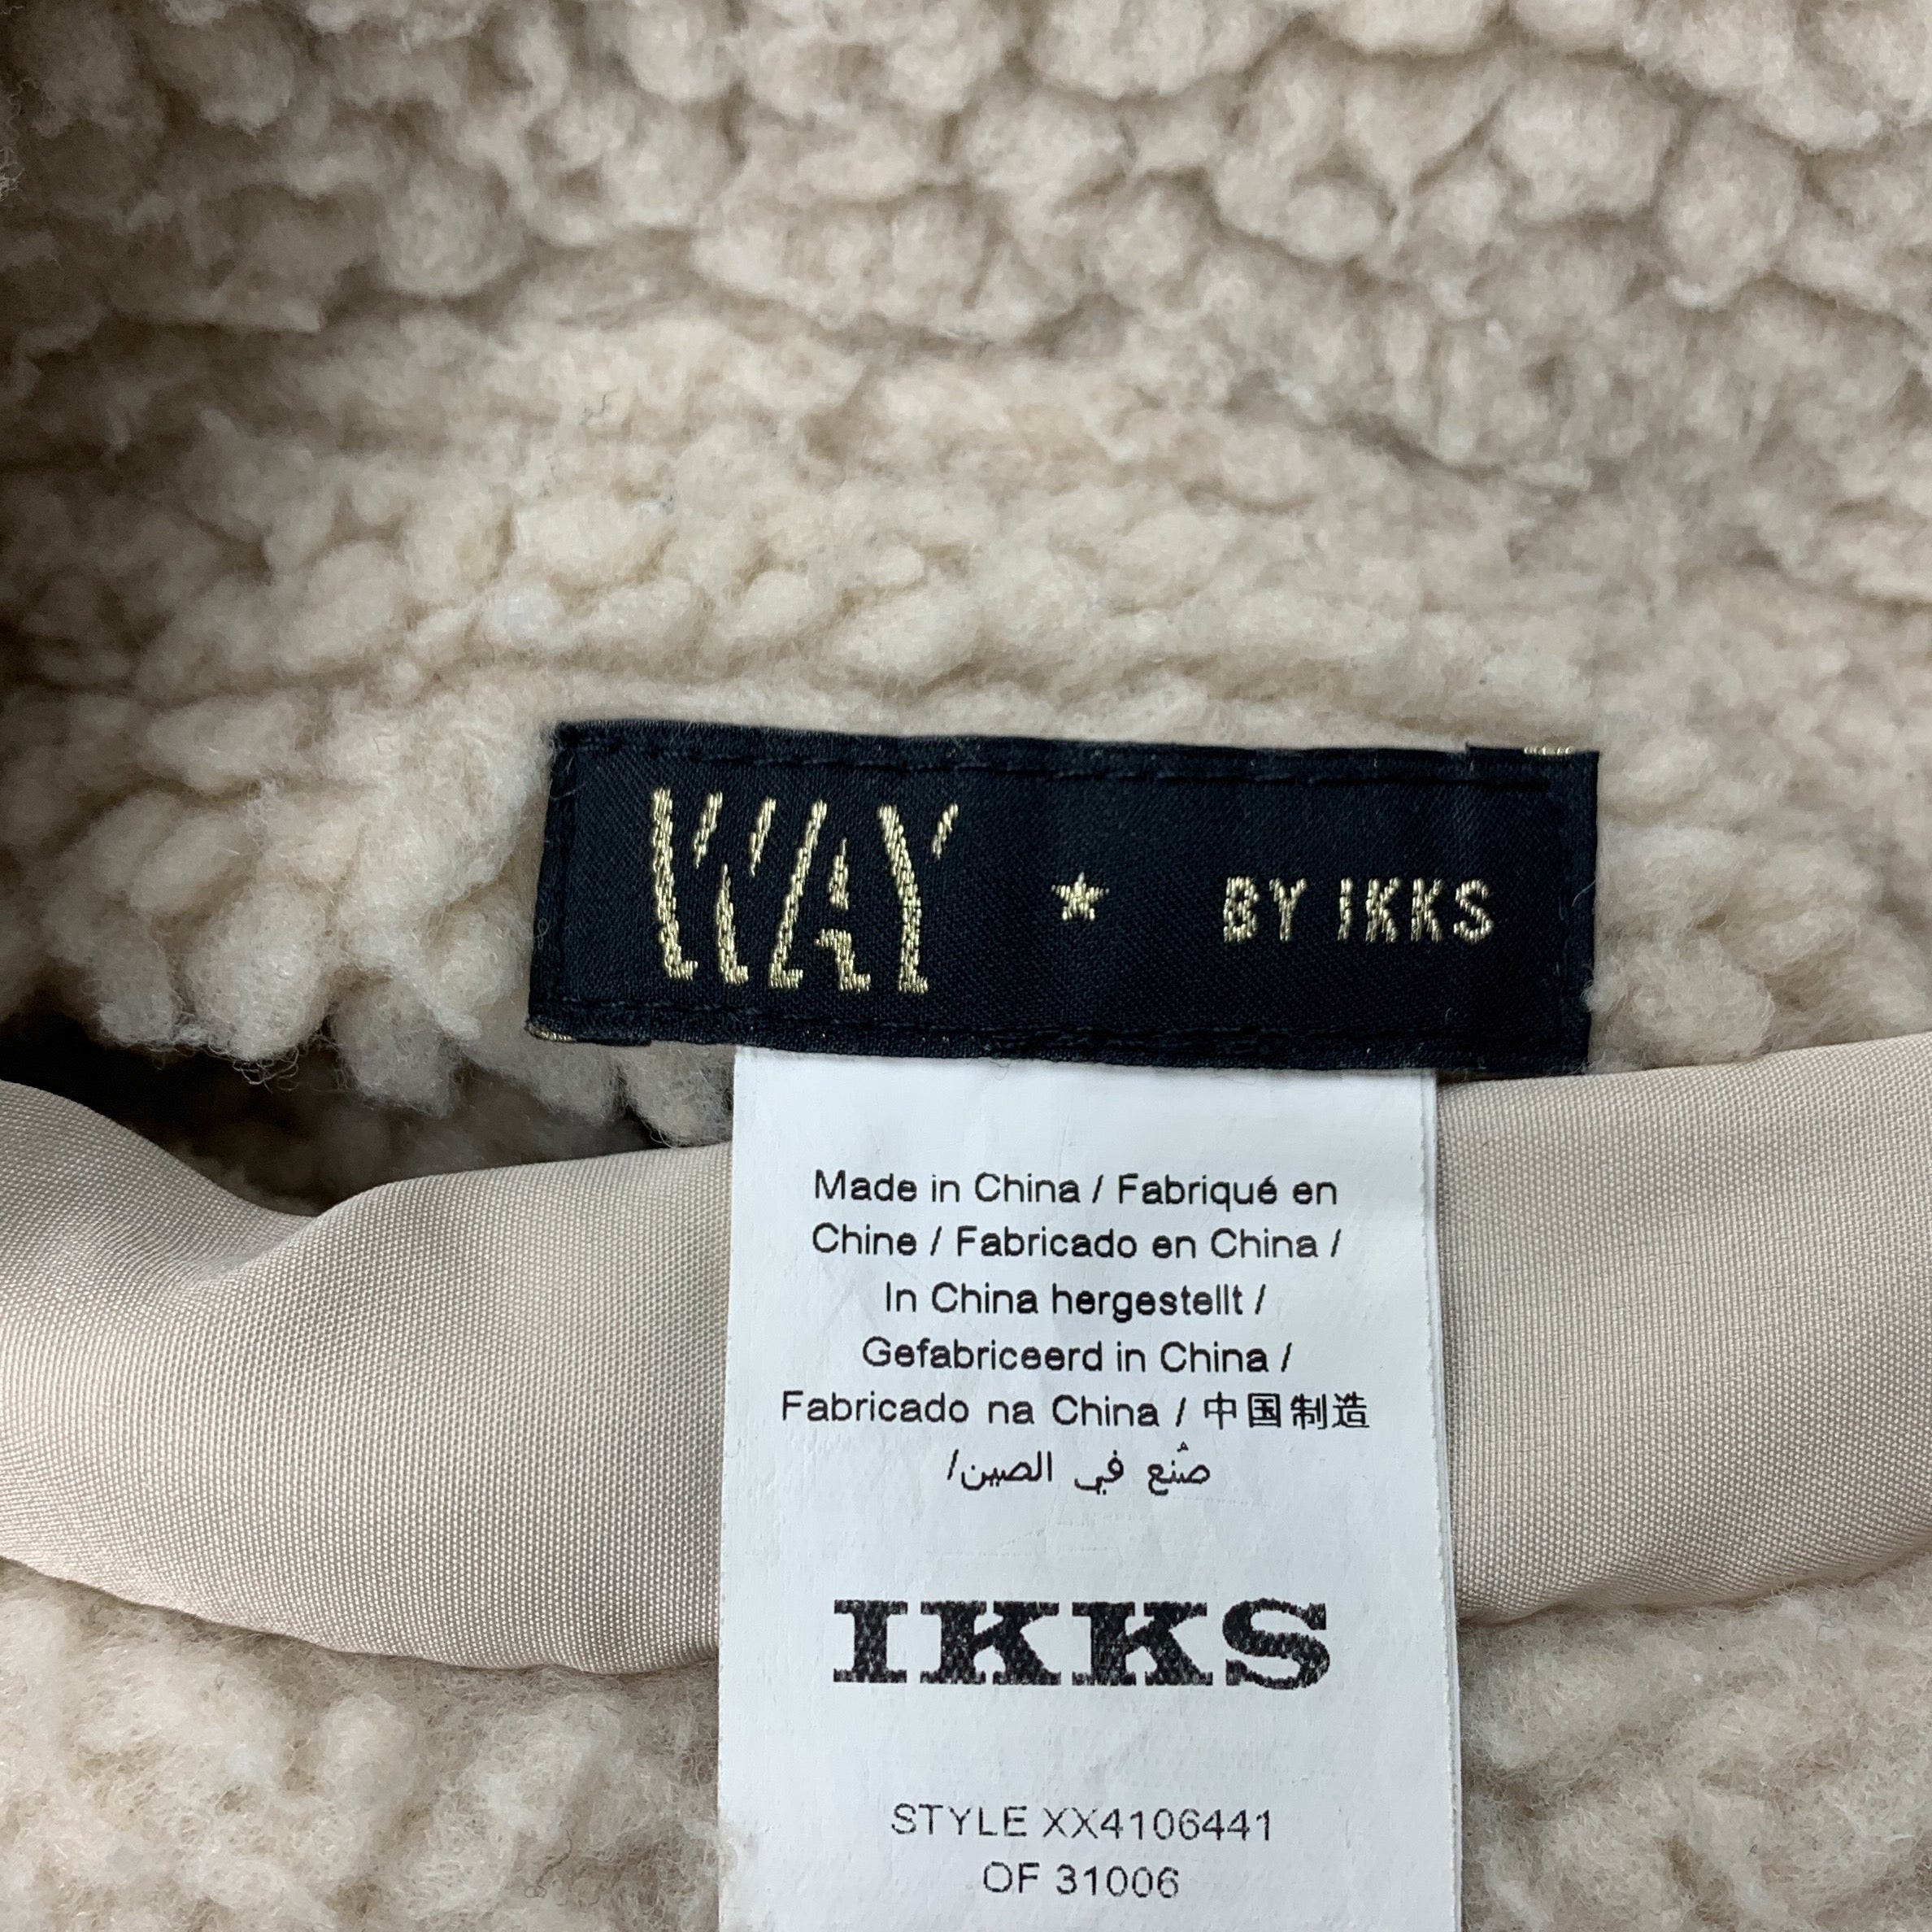 WAY ★ BY IKKS
Made in China / Fabriqué en
Chine / Fabricado en China /
In China hergestellt /
Gefabriceerd in China /
Fabricado na China / 中国制造
صُنع في الصين/
IKKS
STYLE XX4106441
OF 31006